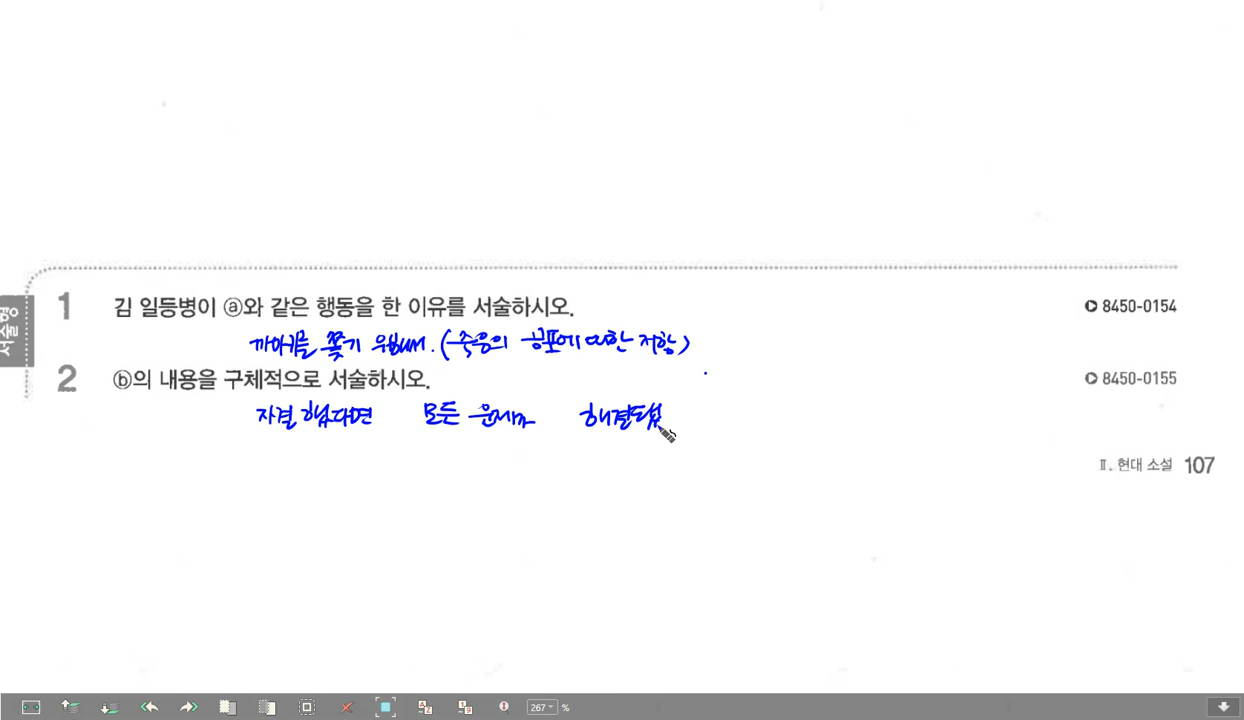 서술형
1 김 일등병이 ⓐ와 같은 행동을 한 이유를 서술하시오. 8450-0154
까마귀를 쫓기 위해서. (죽음의 공포에 대한 저항)
2 ⓑ의 내용을 구체적으로 서술하시오. 8450-0155
자결했다면 모든 문제가
Ⅱ. 현대 소설 107
267 %